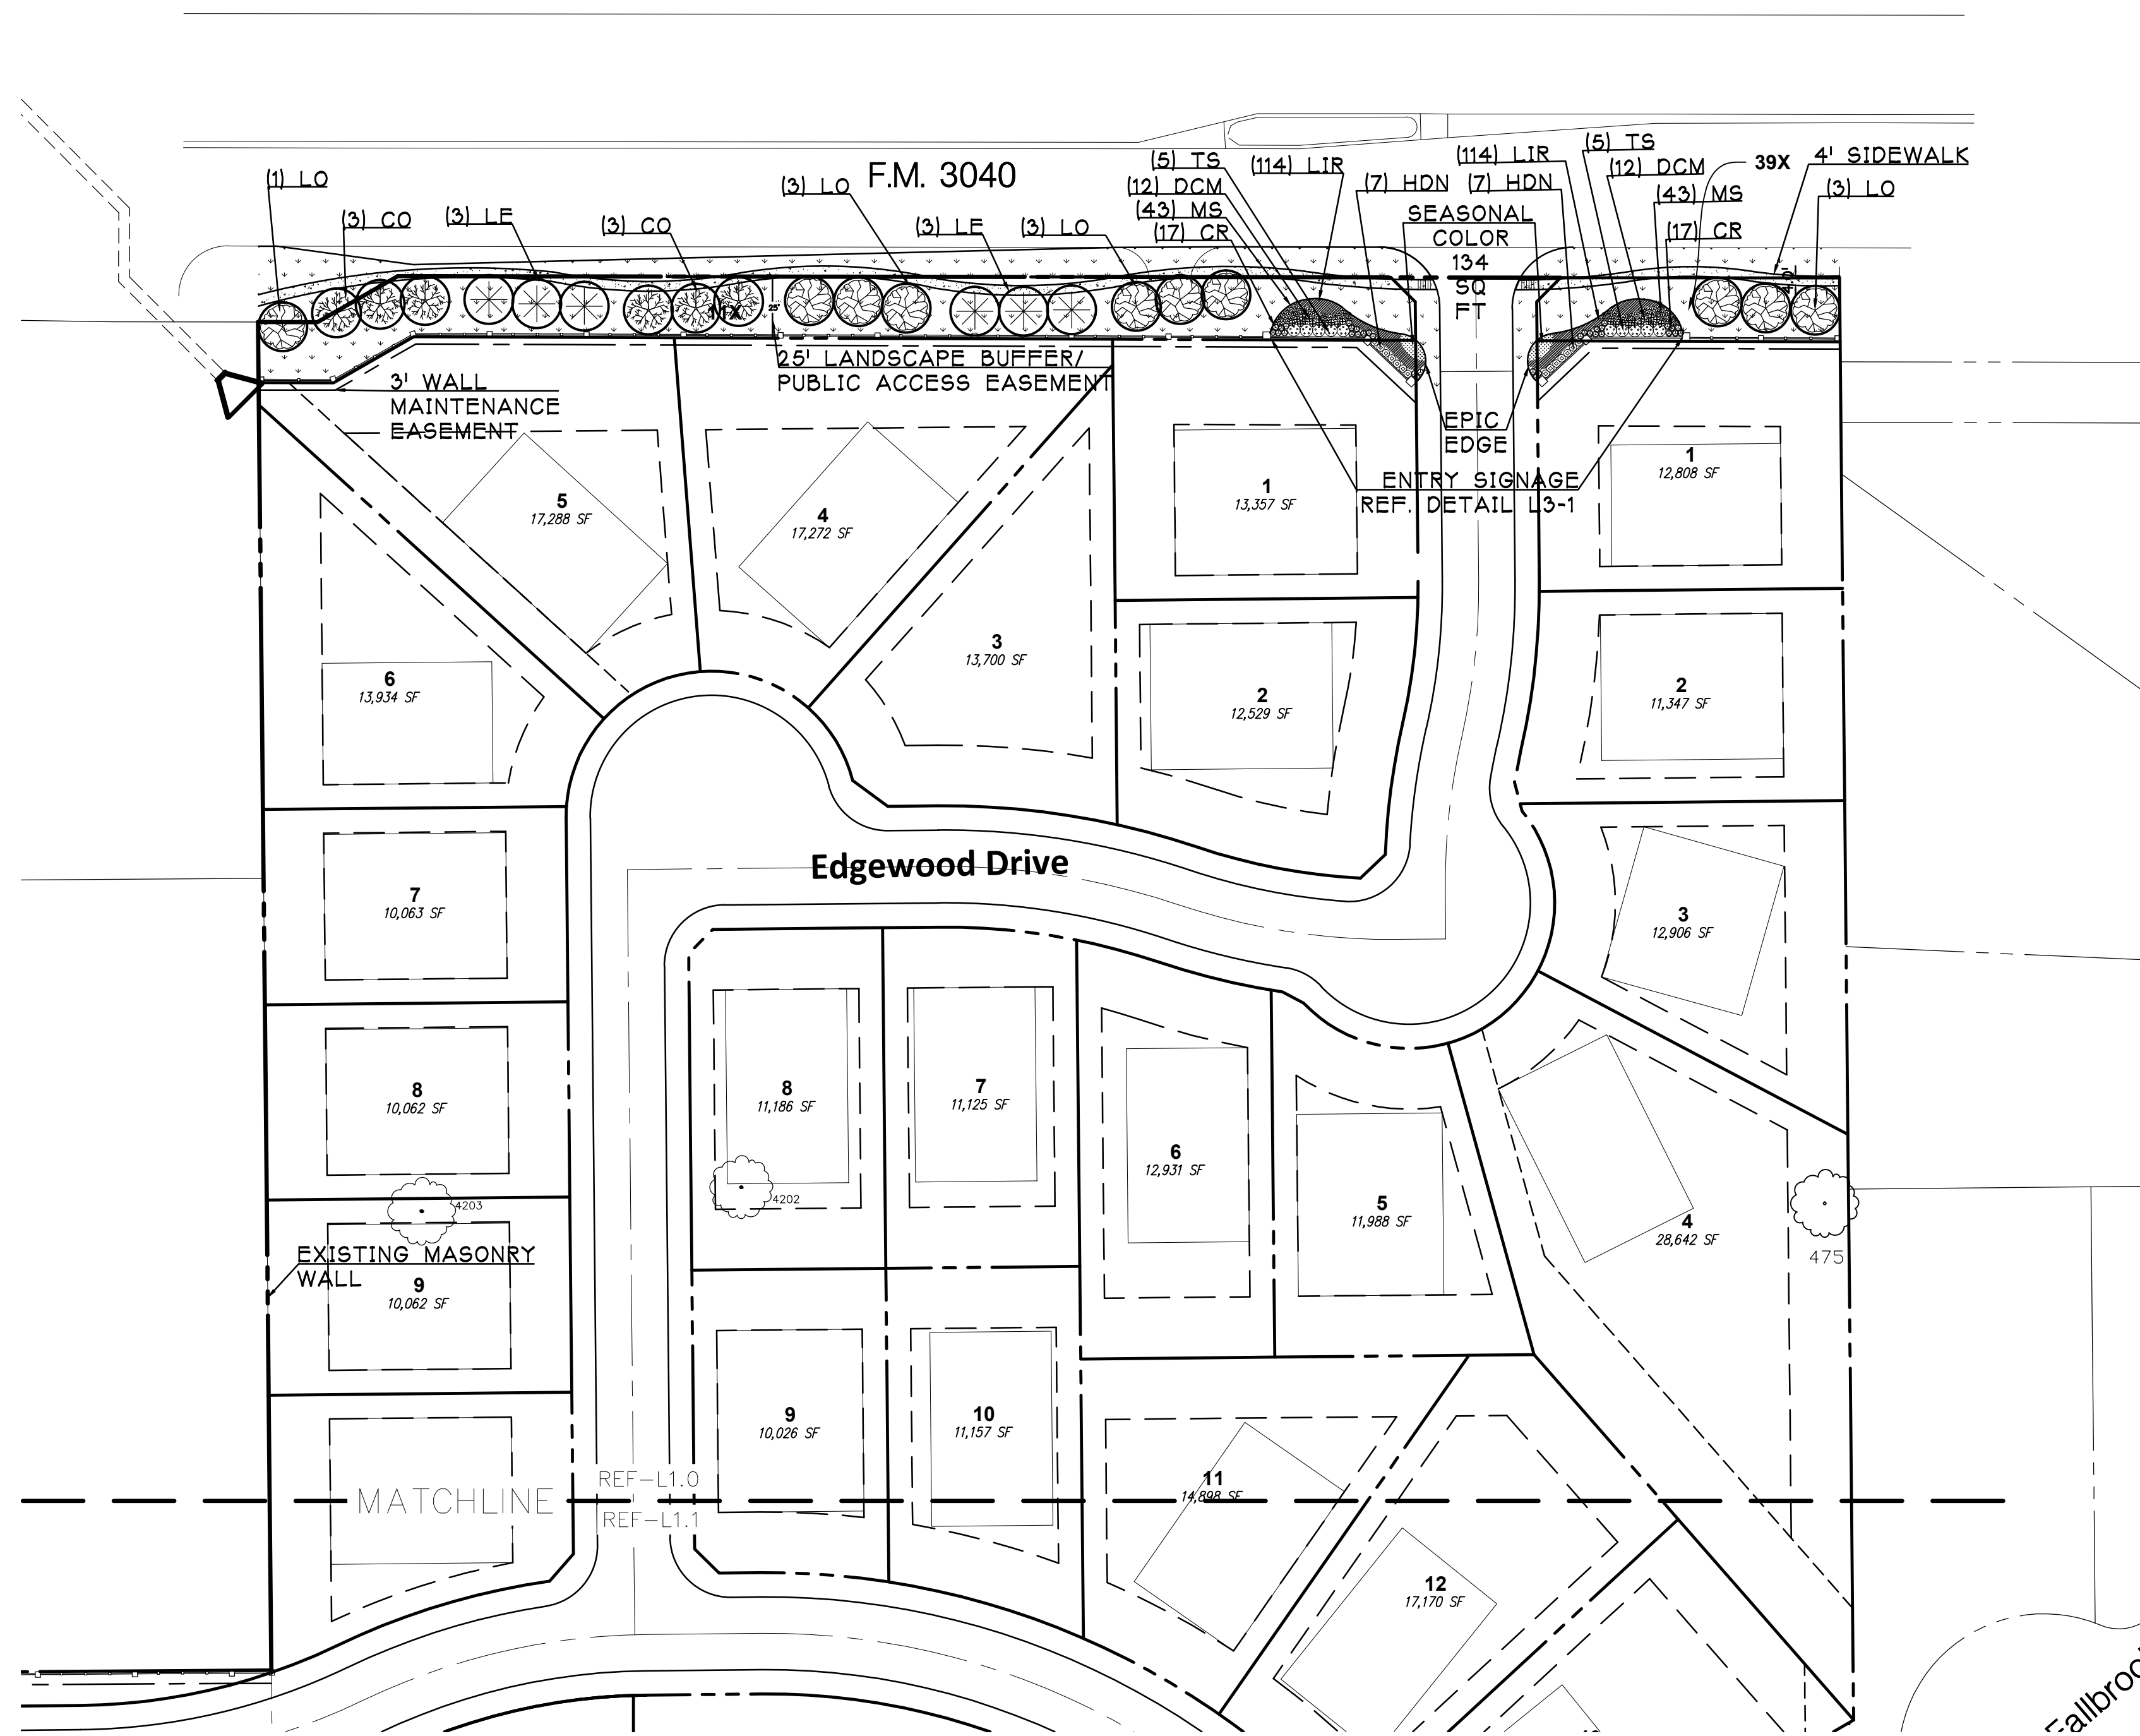 F.M. 3040
(1) LO
(3) CO
(3) LE
(3) CO
(3) LO
(3) LE
(3) LO
(5) TS
(12) DCM
(43) MS
(17) CR
(114) LIR
(7) HDN
(7) HDN
(114) LIR
(5) TS
(12) DCM
(43) MS
(17) CR
39X
4' SIDEWALK
(3) LO
SEASONAL
COLOR
134
SQ
FT
25'
25' LANDSCAPE BUFFER/
PUBLIC ACCESS EASEMENT
3' WALL
MAINTENANCE
EASEMENT
EPIC
EDGE
ENTRY SIGNAGE
REF. DETAIL L3-1
5
17,288 SF
4
17,272 SF
1
13,357 SF
1
12,808 SF
3
13,700 SF
6
13,934 SF
2
12,529 SF
2
11,347 SF
Edgewood Drive
7
10,063 SF
3
12,906 SF
8
10,062 SF
8
11,186 SF
7
11,125 SF
6
12,931 SF
5
11,988 SF
4
28,642 SF
4203
4202
475
EXISTING MASONRY
WALL
9
10,062 SF
9
10,026 SF
10
11,157 SF
11
14,898 SF
REF-L1.0
MATCHLINE
REF-L1.1
12
17,170 SF